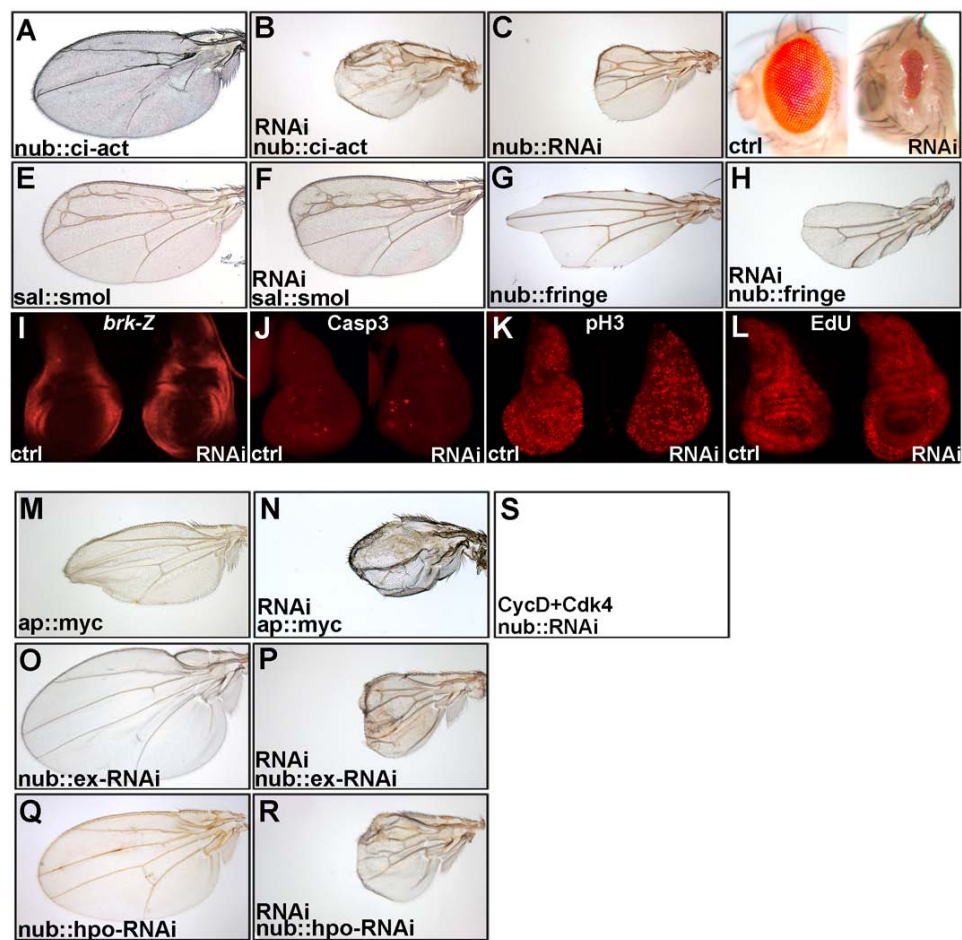 A
nub::ci-act
B
RNAi
nub::ci-act
C
nub::RNAi
ctrl
RNAi
E
sal::smol
F
RNAi
sal::smol
G
nub::fringe
H
RNAi
nub::fringe
I
brk-Z
ctrl
RNAi
J
Casp3
ctrl
RNAi
K
pH3
ctrl
RNAi
L
EdU
ctrl
RNAi
M
ap::myc
N
RNAi
ap::myc
S
CycD+Cdk4
nub::RNAi
O
nub::ex-RNAi
P
RNAi
nub::ex-RNAi
Q
nub::hpo-RNAi
R
RNAi
nub::hpo-RNAi